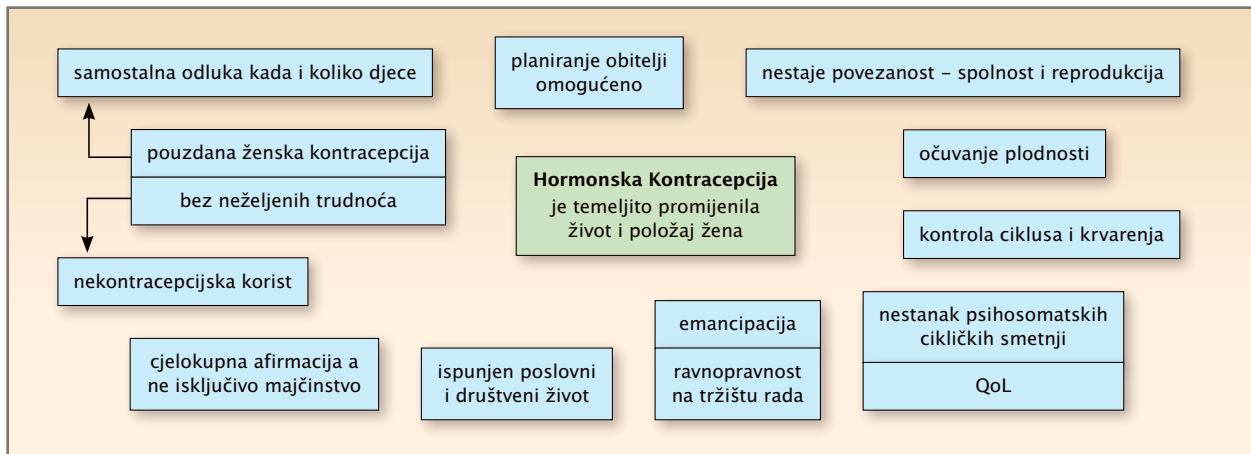 samostalna odluka kada i koliko djece
planiranje obitelji
omogućeno
nestaje povezanost – spolnost i reprodukcija
pouzdana ženska kontracepcija
bez neželjenih trudnoća
očuvanje plodnosti
Hormonska Kontracepcija
je temeljito promijenila
život i položaj žena
kontrola ciklusa i krvarenja
nekontracepcijska korist
emancipacija
ravnopravnost
na tržištu rada
nestanak psihosomatskih
cikličkih smetnji
QoL
cjelokupna afirmacija a
ne isključivo majčinstvo
ispunjen poslovni
i društveni život